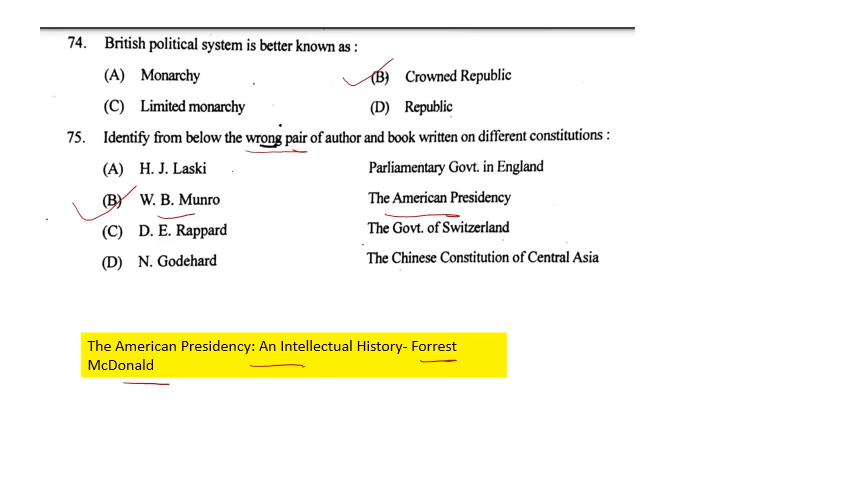 74. British political system is better known as :
(A) Monarchy (B) Crowned Republic
(C) Limited monarchy (D) Republic
75. Identify from below the wrong pair of author and book written on different constitutions :
(A) H. J. Laski Parliamentary Govt. in England
(B) W. B. Munro The American Presidency
(C) D. E. Rappard The Govt. of Switzerland
(D) N. Godehard The Chinese Constitution of Central Asia
The American Presidency: An Intellectual History- Forrest
McDonald